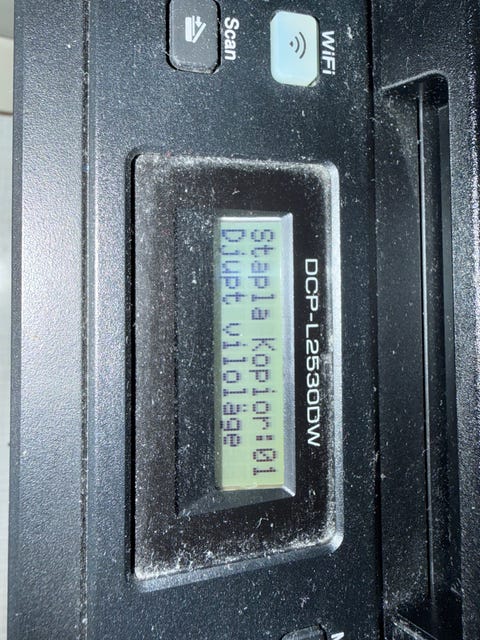 WiFi
Scan
DCP-L2530DW
Stapla Kopior:01
Djupt viloläge